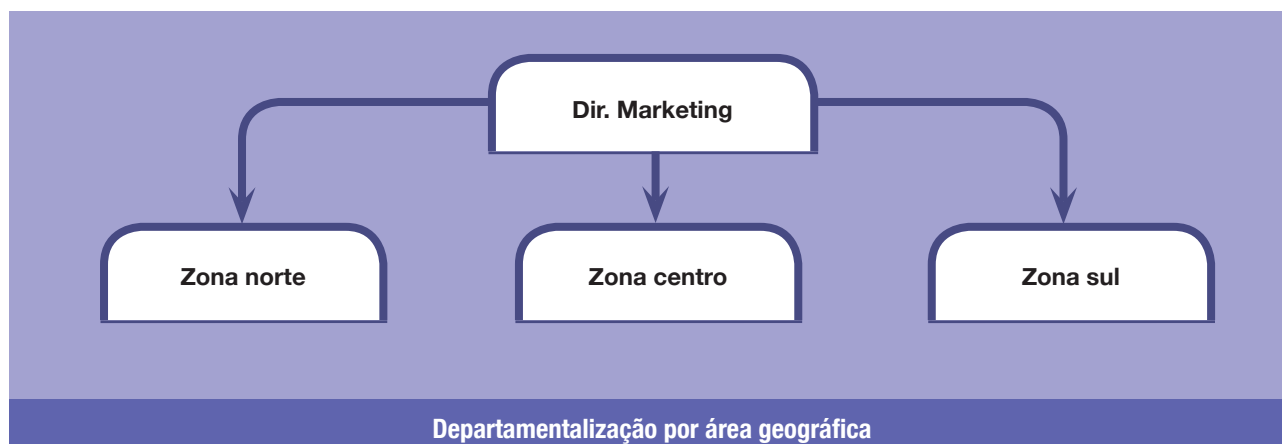 Dir. Marketing
Zona norte
Zona centro
Zona sul
Departamentalização por área geográfica